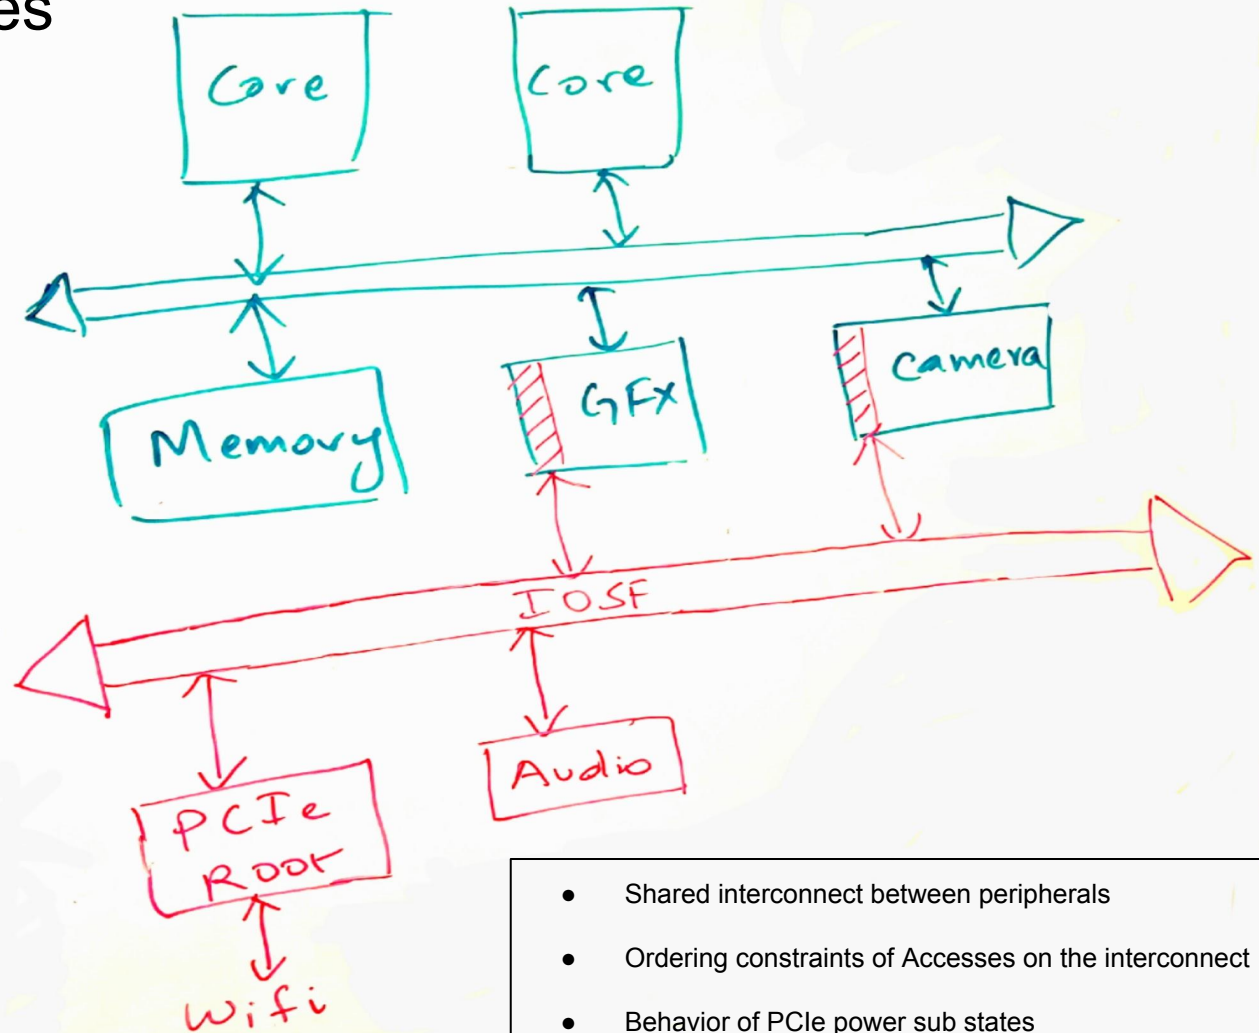 es
Core
Core
Memory
GFX
Camera
IOSF
PCIe
Root
Audio
Wifi
● Shared interconnect between peripherals
● Ordering constraints of Accesses on the interconnect
● Behavior of PCIe power sub states